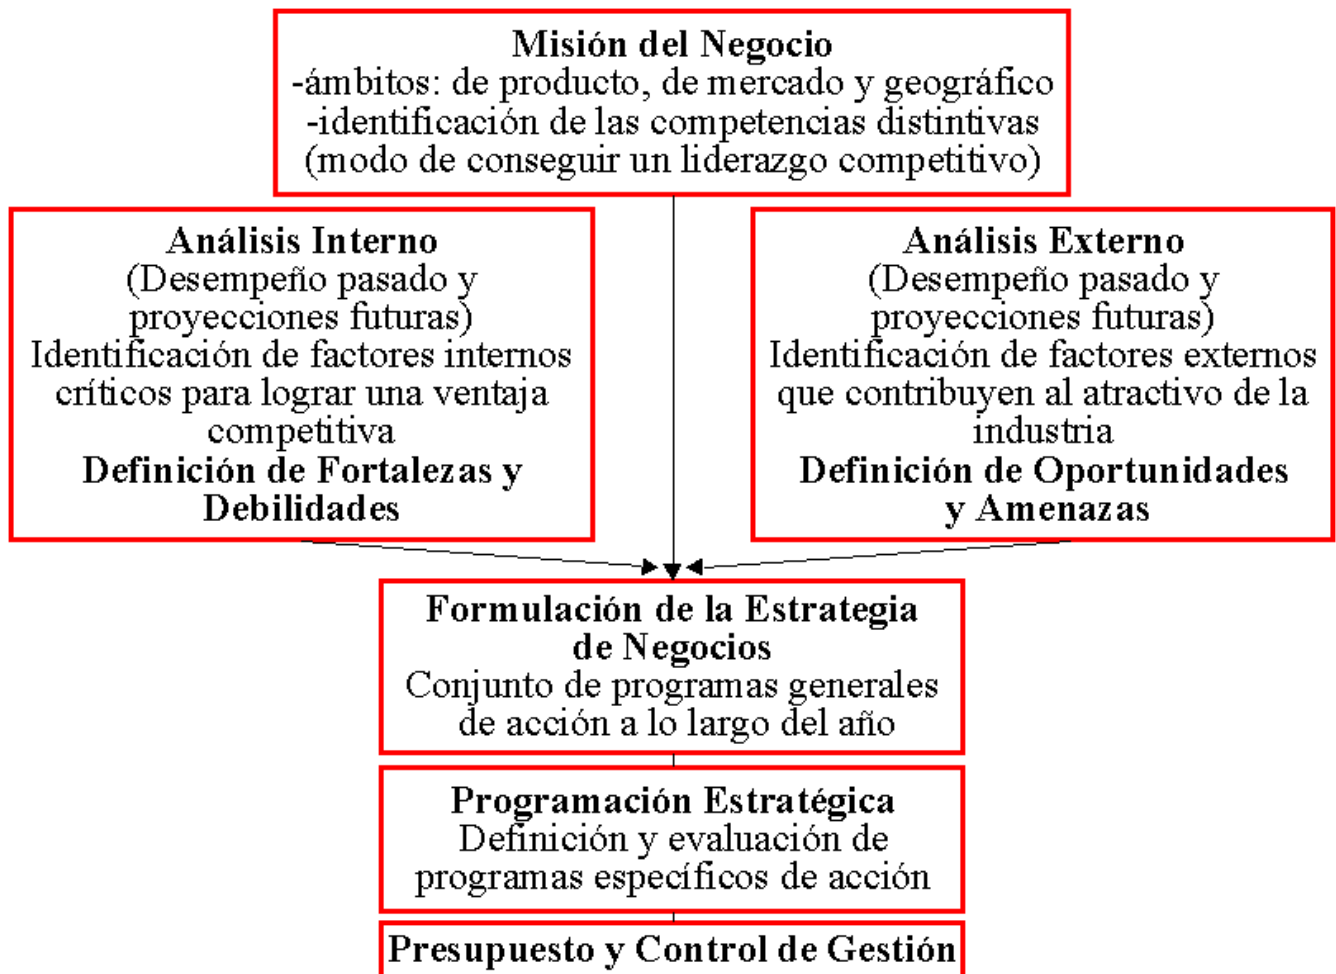 Misión del Negocio
-ámbitos: de producto, de mercado y geográfico
-identificación de las competencias distintivas
(modo de conseguir un liderazgo competitivo)
Análisis Interno
(Desempeño pasado y
proyecciones futuras)
Identificación de factores internos
críticos para lograr una ventaja
competitiva
Definición de Fortalezas y
Debilidades
Análisis Externo
(Desempeño pasado y
proyecciones futuras)
Identificación de factores externos
que contribuyen al atractivo de la
industria
Definición de Oportunidades
y Amenazas
Formulación de la Estrategia
de Negocios
Conjunto de programas generales
de acción a lo largo del año
Programación Estratégica
Definición y evaluación de
programas específicos de acción
Presupuesto y Control de Gestión